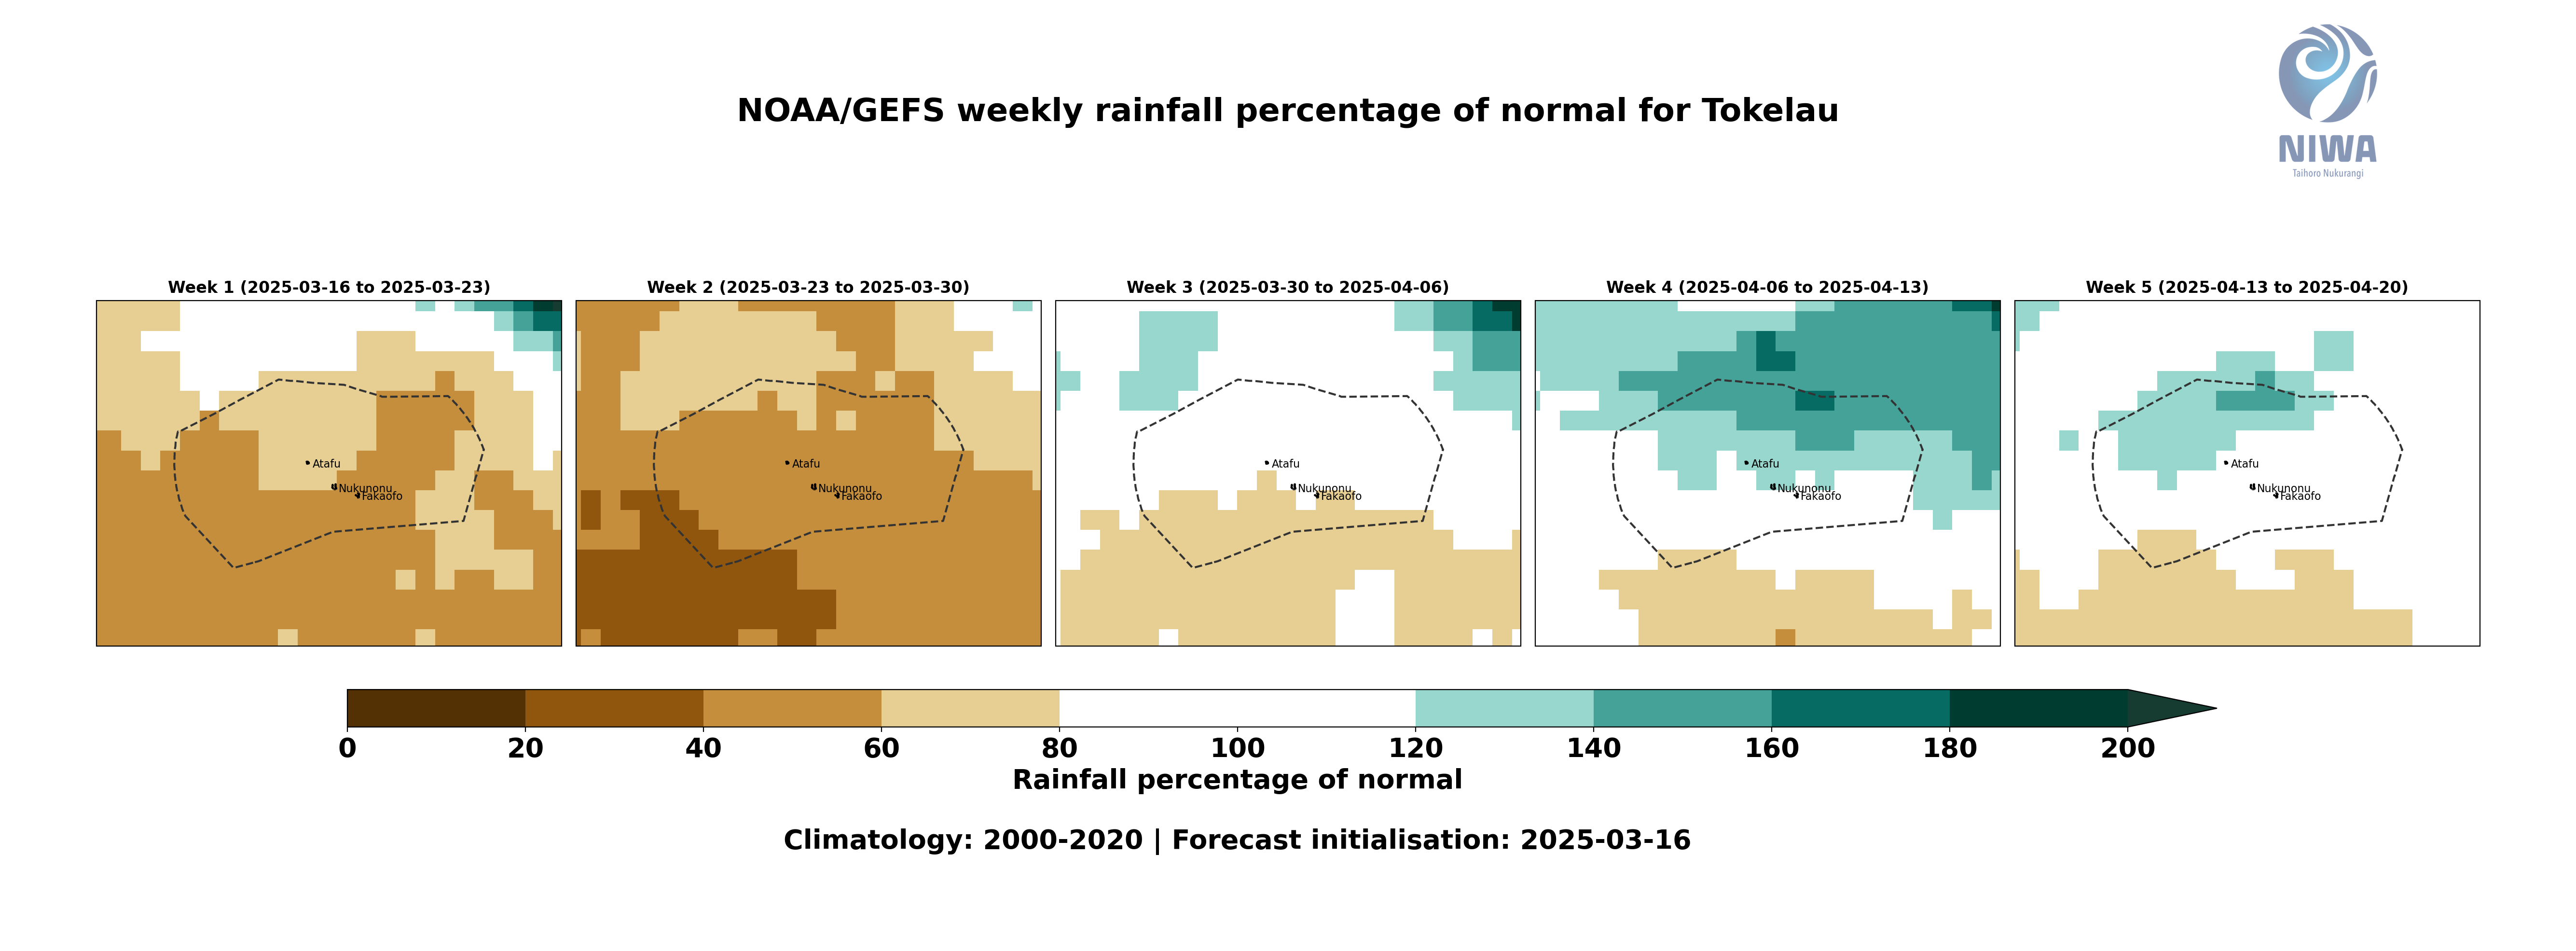 NOAA/GEFS weekly rainfall percentage of normal for Tokelau
NIWA
Taihoro Nukurangi
Week 1 (2025-03-16 to 2025-03-23)
Week 2 (2025-03-23 to 2025-03-30)
Week 3 (2025-03-30 to 2025-04-06)
Week 4 (2025-04-06 to 2025-04-13)
Week 5 (2025-04-13 to 2025-04-20)
Atafu
Nukunonu
Fakaofo
Atafu
Nukunonu
Fakaofo
Atafu
Nukunonu
Fakaofo
Atafu
Nukunonu
Fakaofo
Atafu
Nukunonu
Fakaofo
0 20 40 60 80 100 120 140 160 180 200
Rainfall percentage of normal
Climatology: 2000-2020 | Forecast initialisation: 2025-03-16